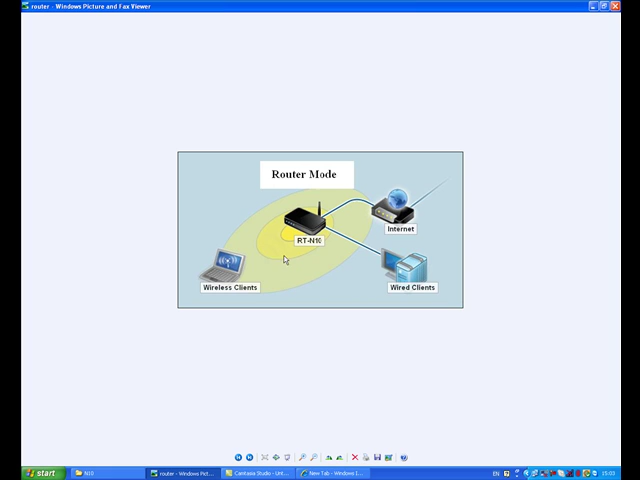 router - Windows Picture and Fax Viewer
Router Mode
RT-N10
Internet
Wireless Clients
Wired Clients
start
N10
router - Windows Pict...
Camtasia Studio - Unt...
New Tab - Windows I...
EN
15:03